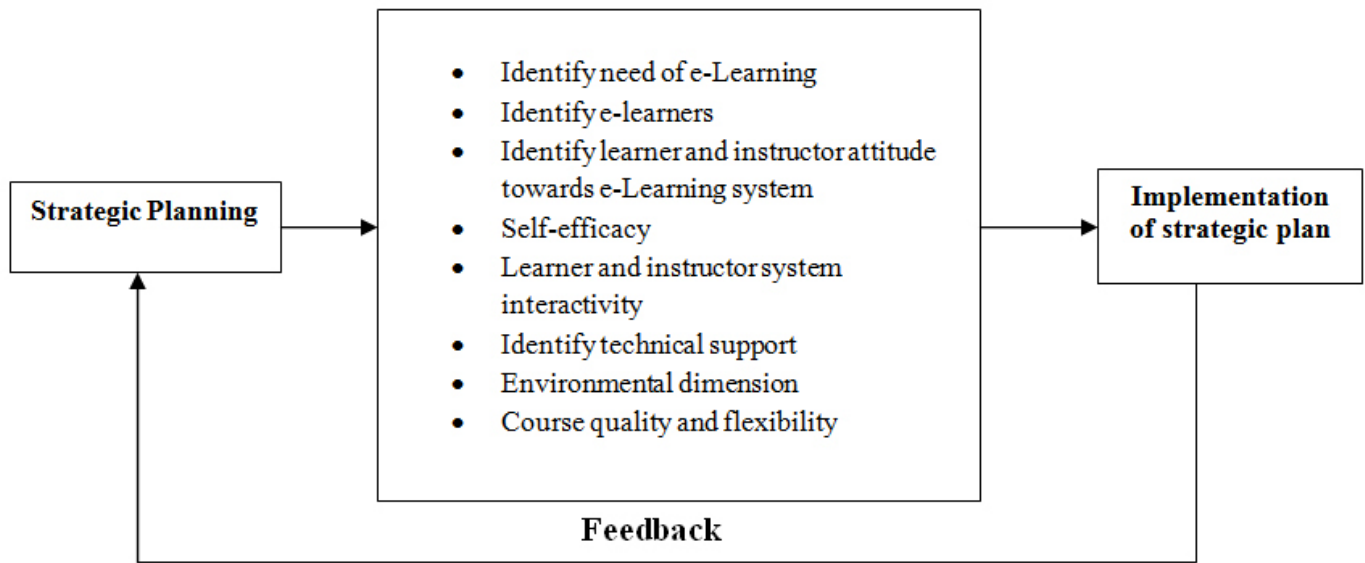 Strategic Planning
• Identify need of e-Learning
• Identify e-learners
• Identify learner and instructor attitude
towards e-Learning system
• Self-efficacy
• Learner and instructor system
interactivity
• Identify technical support
• Environmental dimension
• Course quality and flexibility
Implementation
of strategic plan
Feedback